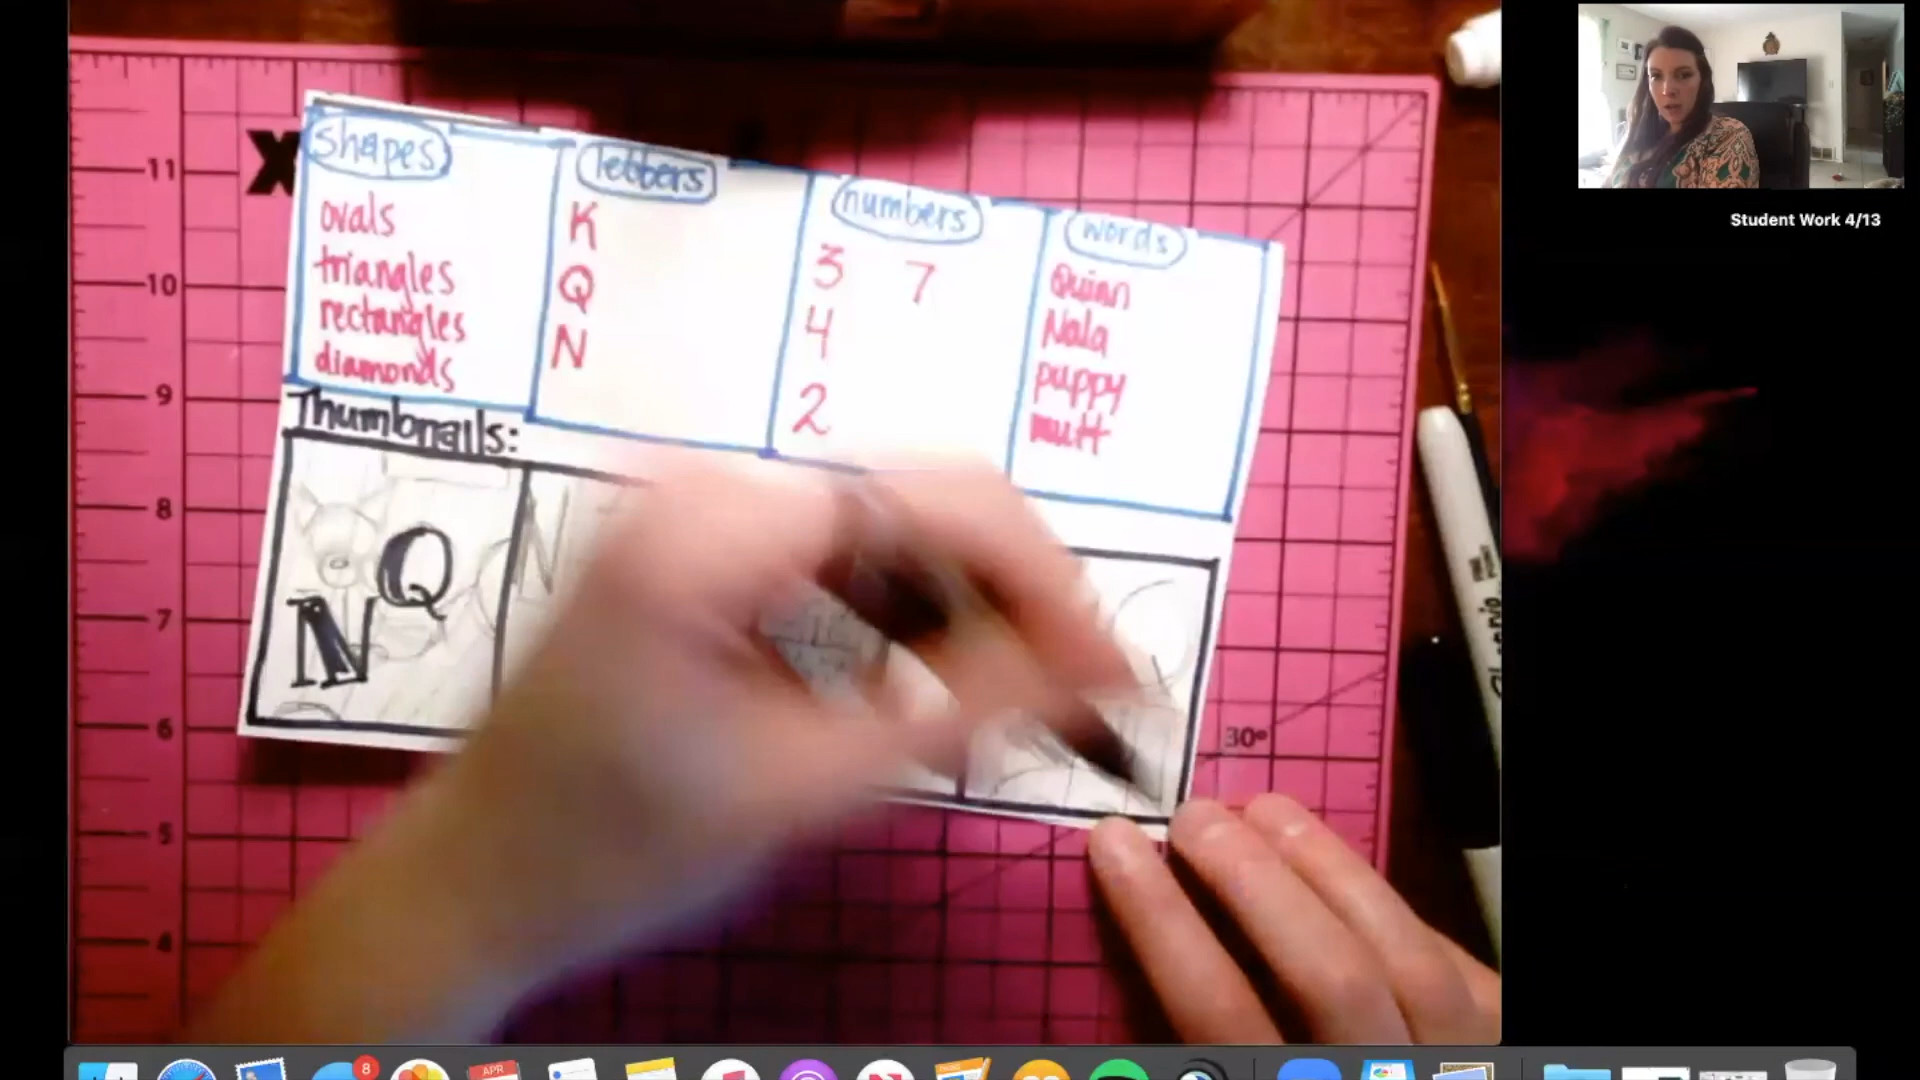 Student Work 4/13
shapes
ovals
triangles
rectangles
diamonds
letters
K
Q
N
numbers
3 7
4
2
words
Quinn
Nala
puppy
mutt
Thumbnails:
Q
N
N
X
11
10
9
8
7
6
5
4
30°
8
APR